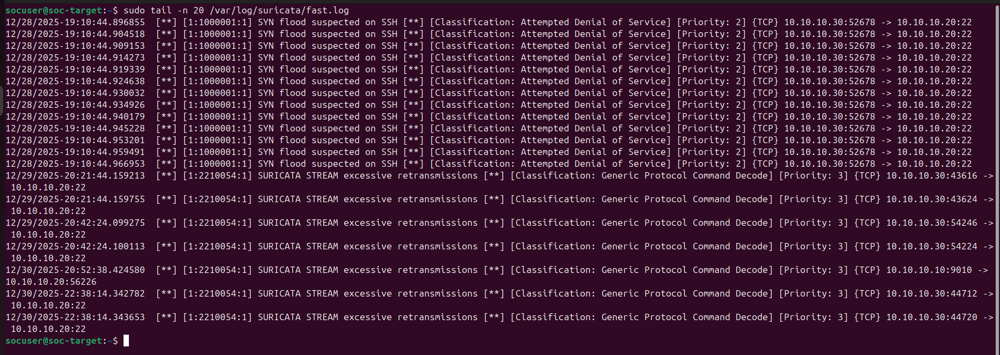 socuser@soc-target:~$ sudo tail -n 20 /var/log/suricata/fast.log
12/28/2025-19:10:44.896855  [**] [1:1000001:1] SYN flood suspected on SSH [**] [Classification: Attempted Denial of Service] [Priority: 2] {TCP} 10.10.10.30:52678 -> 10.10.10.20:22
12/28/2025-19:10:44.904518  [**] [1:1000001:1] SYN flood suspected on SSH [**] [Classification: Attempted Denial of Service] [Priority: 2] {TCP} 10.10.10.30:52678 -> 10.10.10.20:22
12/28/2025-19:10:44.909153  [**] [1:1000001:1] SYN flood suspected on SSH [**] [Classification: Attempted Denial of Service] [Priority: 2] {TCP} 10.10.10.30:52678 -> 10.10.10.20:22
12/28/2025-19:10:44.914273  [**] [1:1000001:1] SYN flood suspected on SSH [**] [Classification: Attempted Denial of Service] [Priority: 2] {TCP} 10.10.10.30:52678 -> 10.10.10.20:22
12/28/2025-19:10:44.919339  [**] [1:1000001:1] SYN flood suspected on SSH [**] [Classification: Attempted Denial of Service] [Priority: 2] {TCP} 10.10.10.30:52678 -> 10.10.10.20:22
12/28/2025-19:10:44.924638  [**] [1:1000001:1] SYN flood suspected on SSH [**] [Classification: Attempted Denial of Service] [Priority: 2] {TCP} 10.10.10.30:52678 -> 10.10.10.20:22
12/28/2025-19:10:44.930032  [**] [1:1000001:1] SYN flood suspected on SSH [**] [Classification: Attempted Denial of Service] [Priority: 2] {TCP} 10.10.10.30:52678 -> 10.10.10.20:22
12/28/2025-19:10:44.934926  [**] [1:1000001:1] SYN flood suspected on SSH [**] [Classification: Attempted Denial of Service] [Priority: 2] {TCP} 10.10.10.30:52678 -> 10.10.10.20:22
12/28/2025-19:10:44.940179  [**] [1:1000001:1] SYN flood suspected on SSH [**] [Classification: Attempted Denial of Service] [Priority: 2] {TCP} 10.10.10.30:52678 -> 10.10.10.20:22
12/28/2025-19:10:44.945228  [**] [1:1000001:1] SYN flood suspected on SSH [**] [Classification: Attempted Denial of Service] [Priority: 2] {TCP} 10.10.10.30:52678 -> 10.10.10.20:22
12/28/2025-19:10:44.953201  [**] [1:1000001:1] SYN flood suspected on SSH [**] [Classification: Attempted Denial of Service] [Priority: 2] {TCP} 10.10.10.30:52678 -> 10.10.10.20:22
12/28/2025-19:10:44.959491  [**] [1:1000001:1] SYN flood suspected on SSH [**] [Classification: Attempted Denial of Service] [Priority: 2] {TCP} 10.10.10.30:52678 -> 10.10.10.20:22
12/28/2025-19:10:44.966953  [**] [1:1000001:1] SYN flood suspected on SSH [**] [Classification: Attempted Denial of Service] [Priority: 2] {TCP} 10.10.10.30:52678 -> 10.10.10.20:22
12/29/2025-20:21:44.159213  [**] [1:2210054:1] SURICATA STREAM excessive retransmissions [**] [Classification: Generic Protocol Command Decode] [Priority: 3] {TCP} 10.10.10.30:43616 ->
 10.10.10.20:22
12/29/2025-20:21:44.159755  [**] [1:2210054:1] SURICATA STREAM excessive retransmissions [**] [Classification: Generic Protocol Command Decode] [Priority: 3] {TCP} 10.10.10.30:43624 ->
 10.10.10.20:22
12/29/2025-20:42:24.099275  [**] [1:2210054:1] SURICATA STREAM excessive retransmissions [**] [Classification: Generic Protocol Command Decode] [Priority: 3] {TCP} 10.10.10.30:54246 ->
 10.10.10.20:22
12/29/2025-20:42:24.100113  [**] [1:2210054:1] SURICATA STREAM excessive retransmissions [**] [Classification: Generic Protocol Command Decode] [Priority: 3] {TCP} 10.10.10.30:54224 ->
 10.10.10.20:22
12/30/2025-20:52:38.424580  [**] [1:2210054:1] SURICATA STREAM excessive retransmissions [**] [Classification: Generic Protocol Command Decode] [Priority: 3] {TCP} 10.10.10.10:9010 ->
10.10.10.20:56226
12/30/2025-22:38:14.342782  [**] [1:2210054:1] SURICATA STREAM excessive retransmissions [**] [Classification: Generic Protocol Command Decode] [Priority: 3] {TCP} 10.10.10.30:44712 ->
 10.10.10.20:22
12/30/2025-22:38:14.343653  [**] [1:2210054:1] SURICATA STREAM excessive retransmissions [**] [Classification: Generic Protocol Command Decode] [Priority: 3] {TCP} 10.10.10.30:44720 ->
 10.10.10.20:22
socuser@soc-target:~$